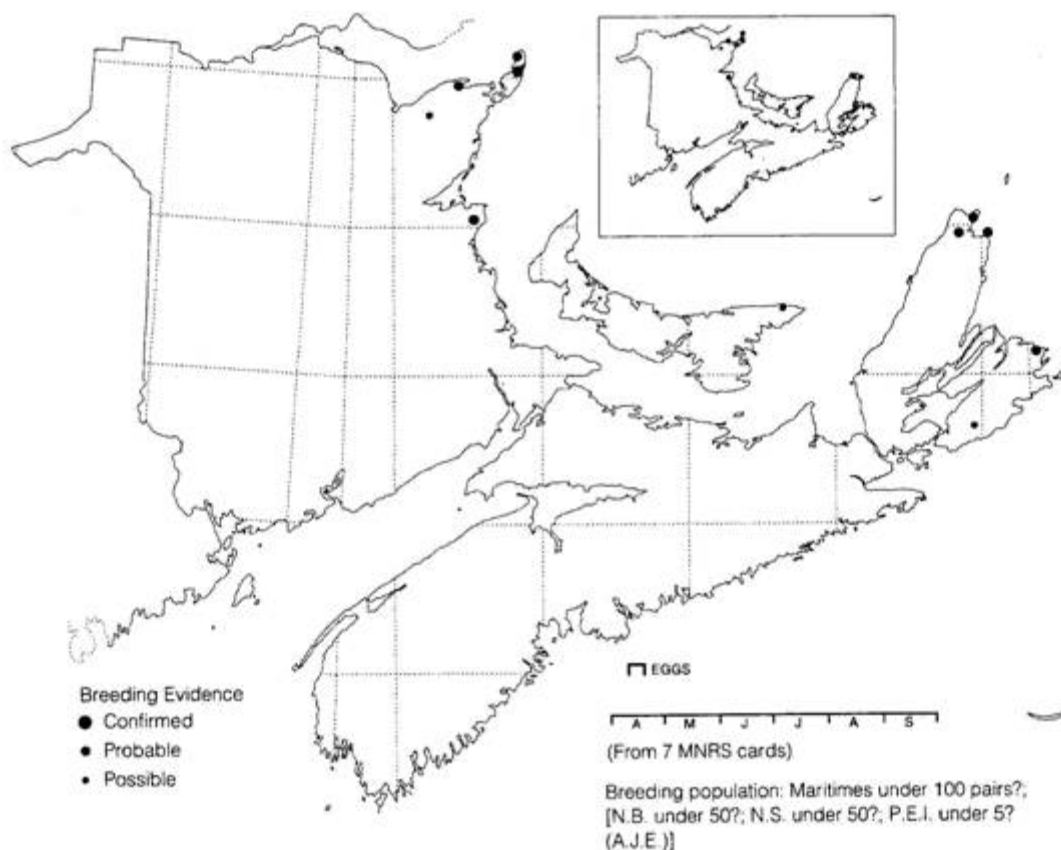 EGGS
A M J J A S
(From 7 MNRS cards)
Breeding Evidence
Confirmed
Probable
Possible
Breeding population: Maritimes under 100 pairs?;
[N.B. under 50?; N.S. under 50?; P.E.I. under 5?
(A.J.E.)]